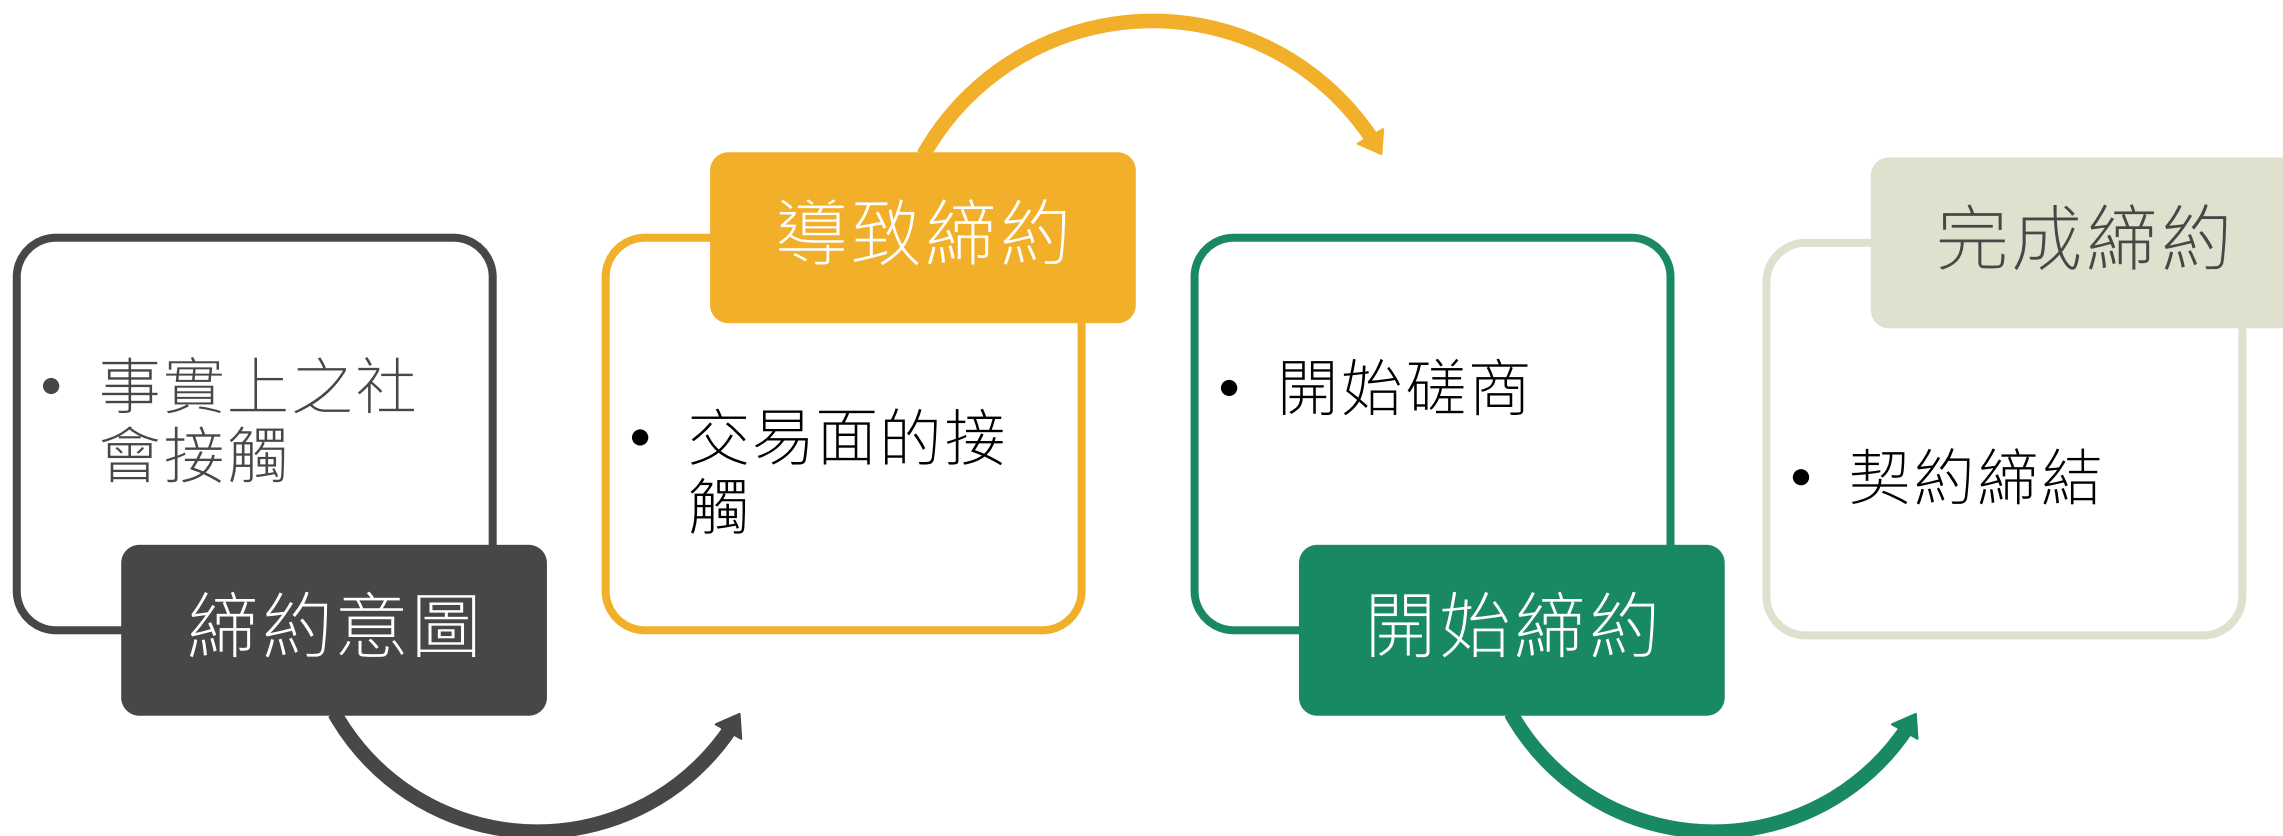 • 事實上之社
會接觸
締約意圖
導致締約
• 交易面的接
觸
• 開始磋商
開始締約
完成締約
• 契約締結